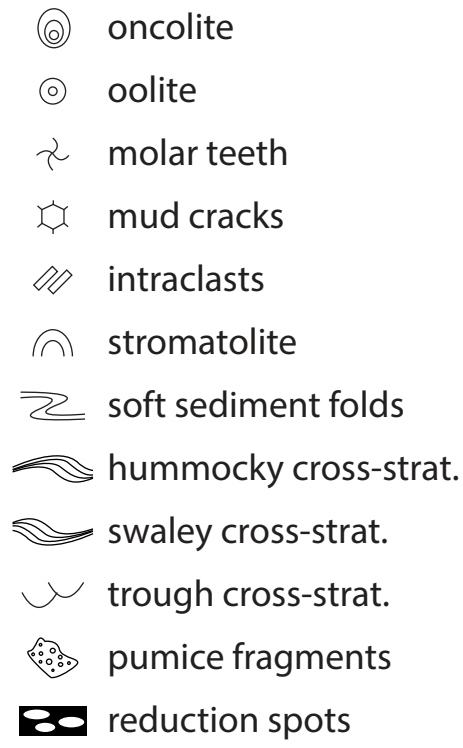 oncolite
oolite
molar teeth
mud cracks
intraclasts
stromatolite
soft sediment folds
hummocky cross-strat.
swaley cross-strat.
trough cross-strat.
pumice fragments
reduction spots